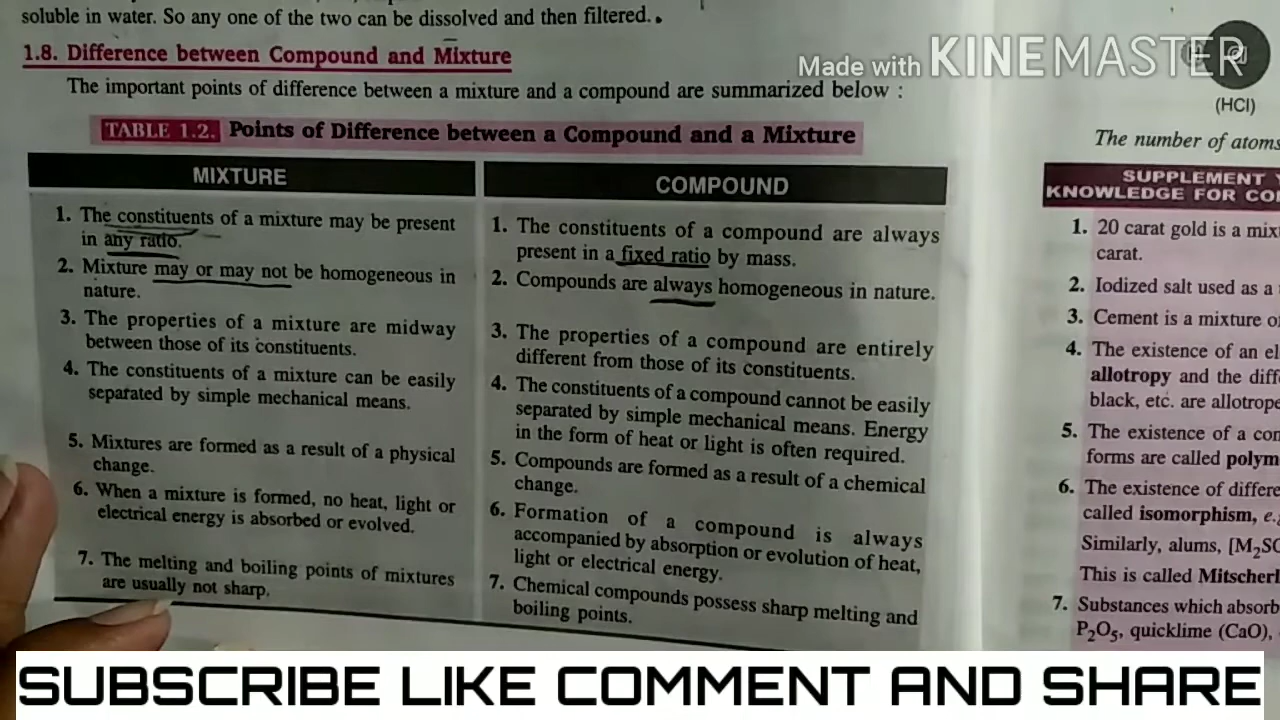 soluble in water. So any one of the two can be dissolved and then filtered.
1.8. Difference between Compound and Mixture
The important points of difference between a mixture and a compound are summarized below :
TABLE 1.2. Points of Difference between a Compound and a Mixture
MIXTURE
1. The constituents of a mixture may be present
in any ratio.
2. Mixture may or may not be homogeneous in
nature.
3. The properties of a mixture are midway
between those of its constituents.
4. The constituents of a mixture can be easily
separated by simple mechanical means.
5. Mixtures are formed as a result of a physical
change.
6. When a mixture is formed, no heat, light or
electrical energy is absorbed or evolved.
7. The melting and boiling points of mixtures
are usually not sharp.
COMPOUND
1. The constituents of a compound are always
present in a fixed ratio by mass.
2. Compounds are always homogeneous in nature.
3. The properties of a compound are entirely
different from those of its constituents.
4. The constituents of a compound cannot be easily
separated by simple mechanical means. Energy
in the form of heat or light is often required.
5. Compounds are formed as a result of a chemical
change.
6. Formation of a compound is always
accompanied by absorption or evolution of heat,
light or electrical energy.
7. Chemical compounds possess sharp melting and
boiling points.
Made with KINEMASTER
(HCl)
The number of atoms
SUPPLEMENT
KNOWLEDGE FOR
1. 20 carat gold is a
carat.
2. Iodized salt used as a
3. Cement is a mixture
4. The existence of an
allotropy and the
black, etc. are
5. The existence of a
forms are called
6. The existence of
called isomorphism, e.
Similarly, alums, [M₂
This is called
7. Substances which
P₂O₅, quicklime (CaO),
SUBSCRIBE LIKE COMMENT AND SHARE